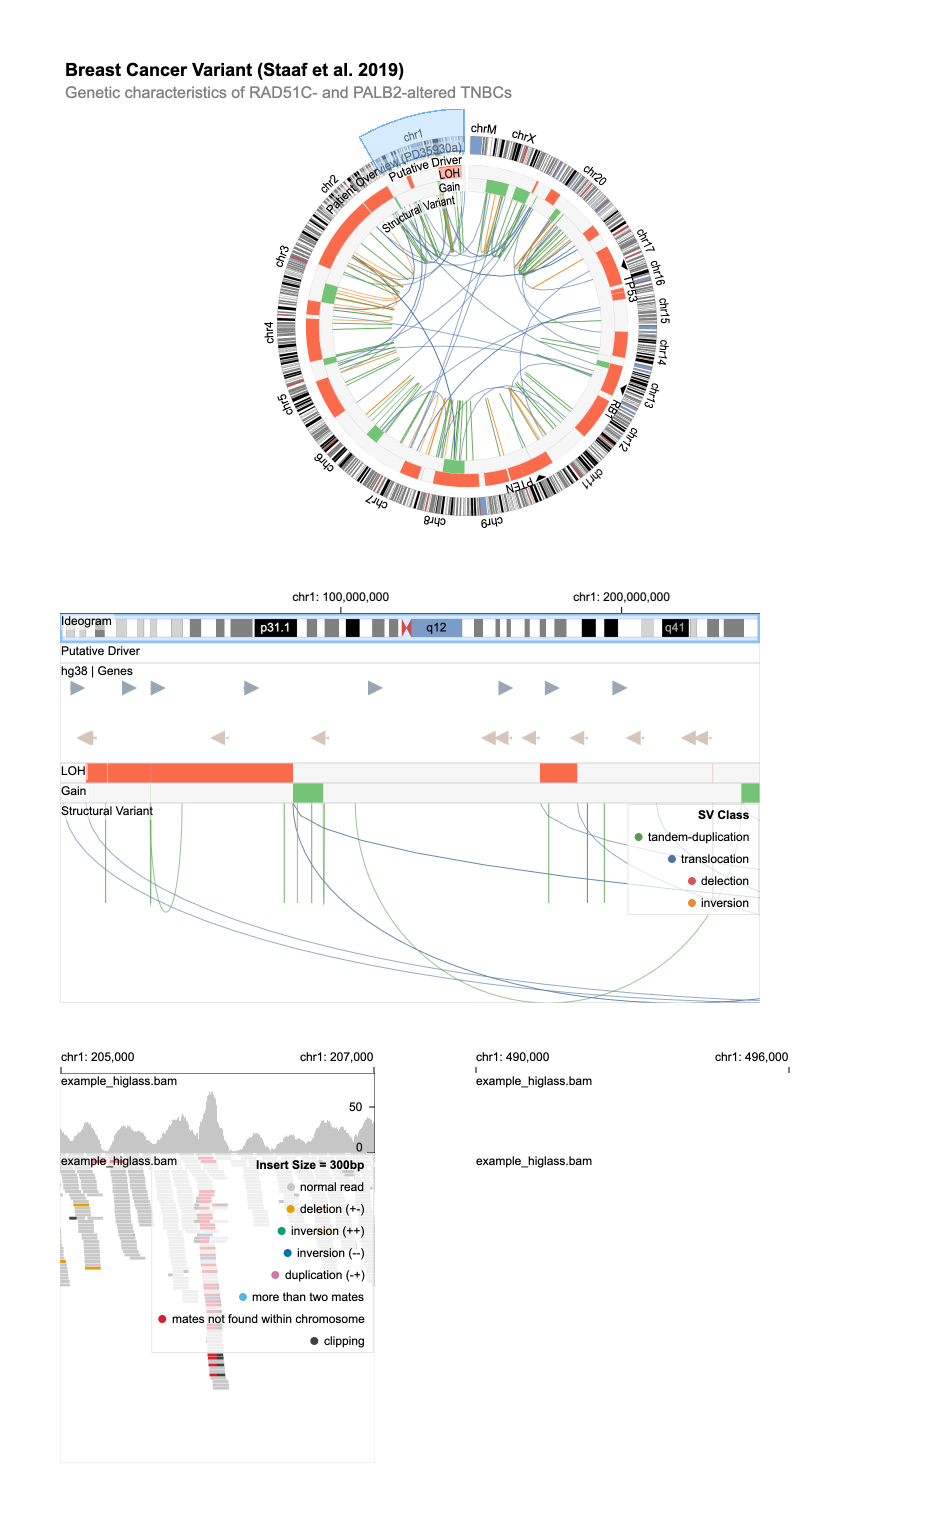 Breast Cancer Variant (Staaf et al. 2019)
Genetic characteristics of RAD51C- and PALB2-altered TNBCs
chr1
chrM
chrX
Patient Overview (PD35930a)
Putative Driver
LOH
Gain
Structural Variant
chr2
chr20
chr3
chr17
chr16
TP53
chr15
chr4
chr14
chr5
chr13
RB1
chr6
chr12
chr11
chr7
PTEN
chr8
chr9
chr1: 100,000,000
chr1: 200,000,000
Ideogram
p31.1
q12
q41
Putative Driver
hg38 | Genes
LOH
Gain
Structural Variant
SV Class
tandem-duplication
translocation
delection
inversion
chr1: 205,000
chr1: 207,000
chr1: 490,000
chr1: 496,000
example_higlass.bam
example_higlass.bam
50
0
example_higlass.bam
example_higlass.bam
Insert Size = 300bp
normal read
deletion (+-)
inversion (++)
inversion (--)
duplication (-+)
more than two mates
mates not found within chromosome
clipping